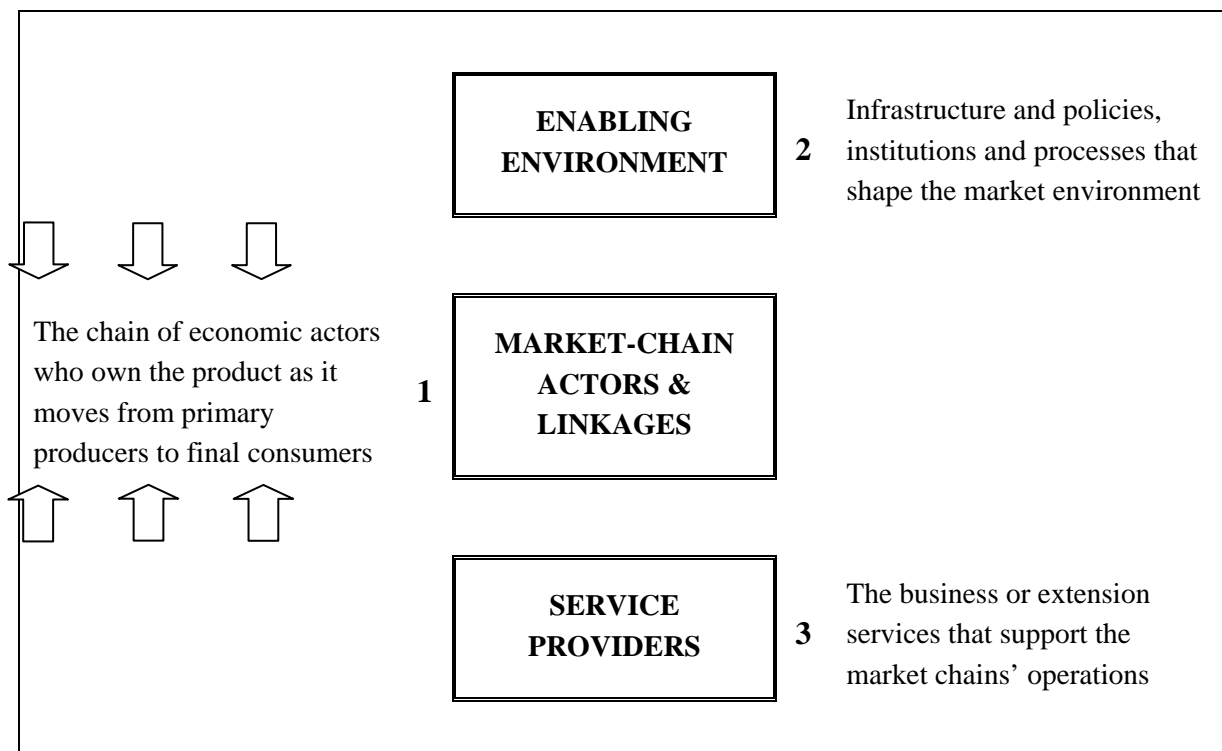 ENABLING
ENVIRONMENT
2
Infrastructure and policies,
institutions and processes that
shape the market environment
The chain of economic actors
who own the product as it
moves from primary
producers to final consumers
1
MARKET-CHAIN
ACTORS &
LINKAGES
SERVICE
PROVIDERS
3
The business or extension
services that support the
market chains’ operations